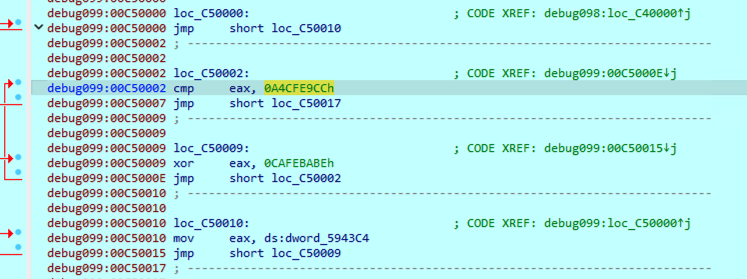 debug099:00C50000 loc_C50000: ; CODE XREF: debug098:loc_C40000↑j
debug099:00C50000 jmp short loc_C50010
debug099:00C50002 ; ---------------------------------------------------------------------------
debug099:00C50002
debug099:00C50002 loc_C50002: ; CODE XREF: debug099:00C5000E↓j
debug099:00C50002 cmp eax, 0A4CFE9CCh
debug099:00C50007 jmp short loc_C50017
debug099:00C50009 ; ---------------------------------------------------------------------------
debug099:00C50009
debug099:00C50009 loc_C50009: ; CODE XREF: debug099:00C50015↓j
debug099:00C50009 xor eax, 0CAFEBABEh
debug099:00C5000E jmp short loc_C50002
debug099:00C50010 ; ---------------------------------------------------------------------------
debug099:00C50010
debug099:00C50010 loc_C50010: ; CODE XREF: debug099:loc_C50000↑j
debug099:00C50010 mov eax, ds:dword_5943C4
debug099:00C50015 jmp short loc_C50009
debug099:00C50017 ; ---------------------------------------------------------------------------